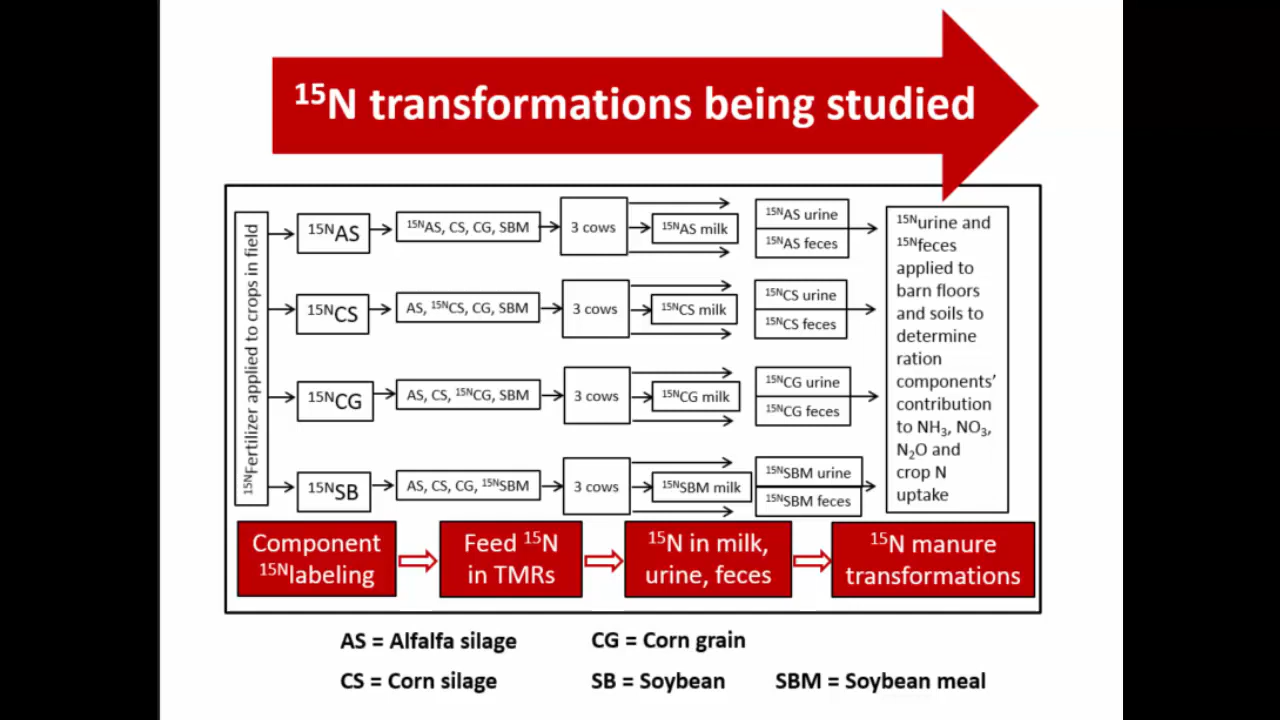 ¹⁵N transformations being studied
¹⁵NFertilizer applied to crops in field
¹⁵NAS
¹⁵NAS, CS, CG, SBM
3 cows
¹⁵NAS milk
¹⁵NAS urine
¹⁵NAS feces
¹⁵NCS
AS, ¹⁵NCS, CG, SBM
3 cows
¹⁵NCS milk
¹⁵NCS urine
¹⁵NCS feces
¹⁵NCG
AS, CS, ¹⁵NCG, SBM
3 cows
¹⁵NCG milk
¹⁵NCG urine
¹⁵NCG feces
¹⁵NSB
AS, CS, CG, ¹⁵NSBM
3 cows
¹⁵NSBM milk
¹⁵NSBM urine
¹⁵NSBM feces
¹⁵Nurine and
¹⁵Nfeces
applied to
barn floors
and soils to
determine
ration
components’
contribution
to NH₃, NO₃,
N₂O and
crop N
uptake
Component
¹⁵Nlabeling
Feed ¹⁵N
in TMRs
¹⁵N in milk,
urine, feces
¹⁵N manure
transformations
AS = Alfalfa silage
CG = Corn grain
CS = Corn silage
SB = Soybean
SBM = Soybean meal